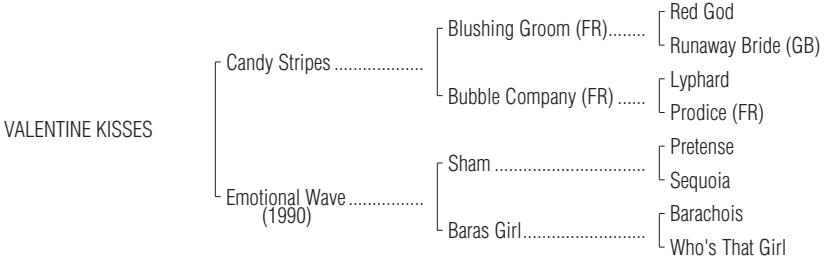 Red God
Blushing Groom (FR)........
Runaway Bride (GB)
Candy Stripes ...................
Lyphard
Bubble Company (FR) ......
Prodice (FR)
VALENTINE KISSES
Pretense
Sham ................................
Sequoia
Emotional Wave ................
(1990)
Barachois
Baras Girl..........................
Who's That Girl